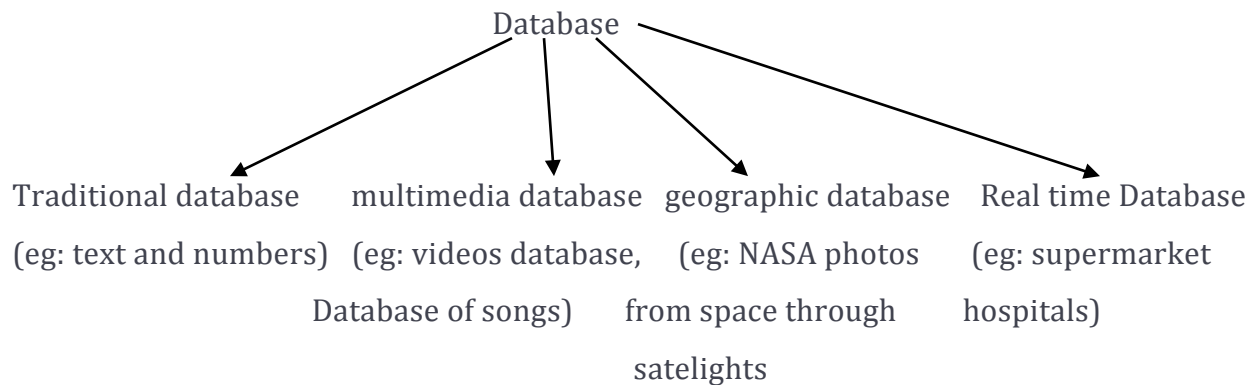 Database
Traditional database multimedia database geographic database Real time Database
(eg: text and numbers) (eg: videos database, (eg: NASA photos (eg: supermarket
Database of songs) from space through hospitals)
satelights